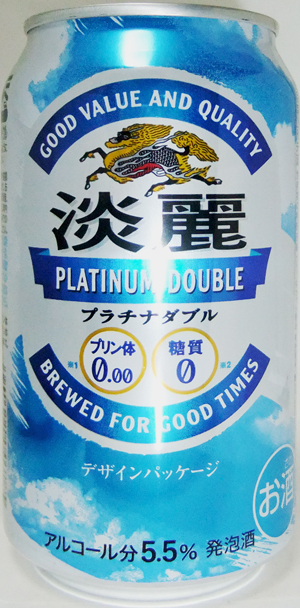 GOOD VALUE AND QUALITY
淡麗
PLATINUM DOUBLE
プラチナダブル
※1 プリン体 0.00
糖質 0 ※2
BREWED FOR GOOD TIMES
デザインパッケージ
お酒
アルコール分5.5% 発泡酒